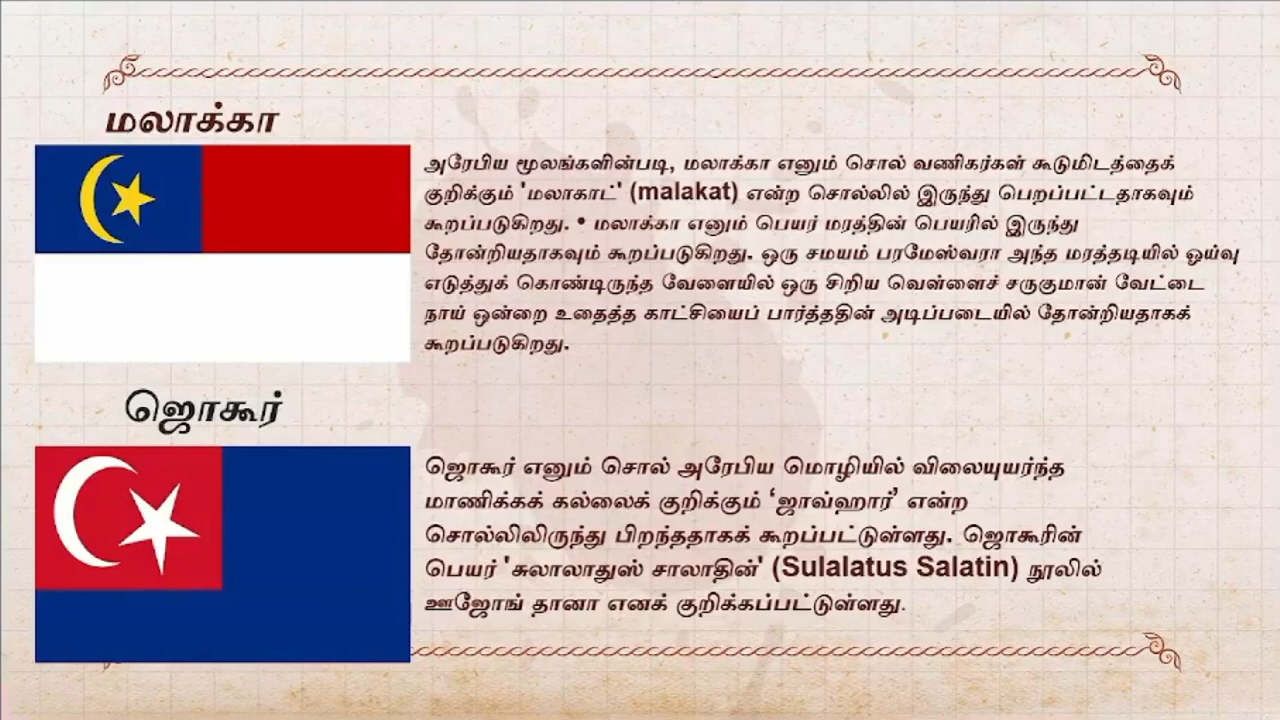 மலாக்கா
அரேபிய மூலங்களின்படி, மலாக்கா எனும் சொல் வணிகர்கள் கூடுமிடத்தைக்
குறிக்கும் 'மலாகாட்' (malakat) என்ற சொல்லில் இருந்து பெறப்பட்டதாகவும்
கூறப்படுகிறது. • மலாக்கா எனும் பெயர் மரத்தின் பெயரில் இருந்து
தோன்றியதாகவும் கூறப்படுகிறது. ஒரு சமயம் பரமேஸ்வரா அந்த மரத்தடியில் ஓய்வு
எடுத்துக் கொண்டிருந்த வேளையில் ஒரு சிறிய வெள்ளைச் சருகுமான் வேட்டை
நாய் ஒன்றை உதைத்த காட்சியைப் பார்த்ததின் அடிப்படையில் தோன்றியதாகக்
கூறப்படுகிறது.
ஜொகூர்
ஜொகூர் எனும் சொல் அரேபிய மொழியில் விலையுயர்ந்த
மாணிக்கக் கல்லைக் குறிக்கும் ‘ஜாவ்ஹார்’ என்ற
சொல்லிலிருந்து பிறந்ததாகக் கூறப்பட்டுள்ளது. ஜொகூரின்
பெயர் 'சுலாலாதுஸ் சாலாதின்' (Sulalatus Salatin) நூலில்
ஊஜோங் தானா எனக் குறிக்கப்பட்டுள்ளது.